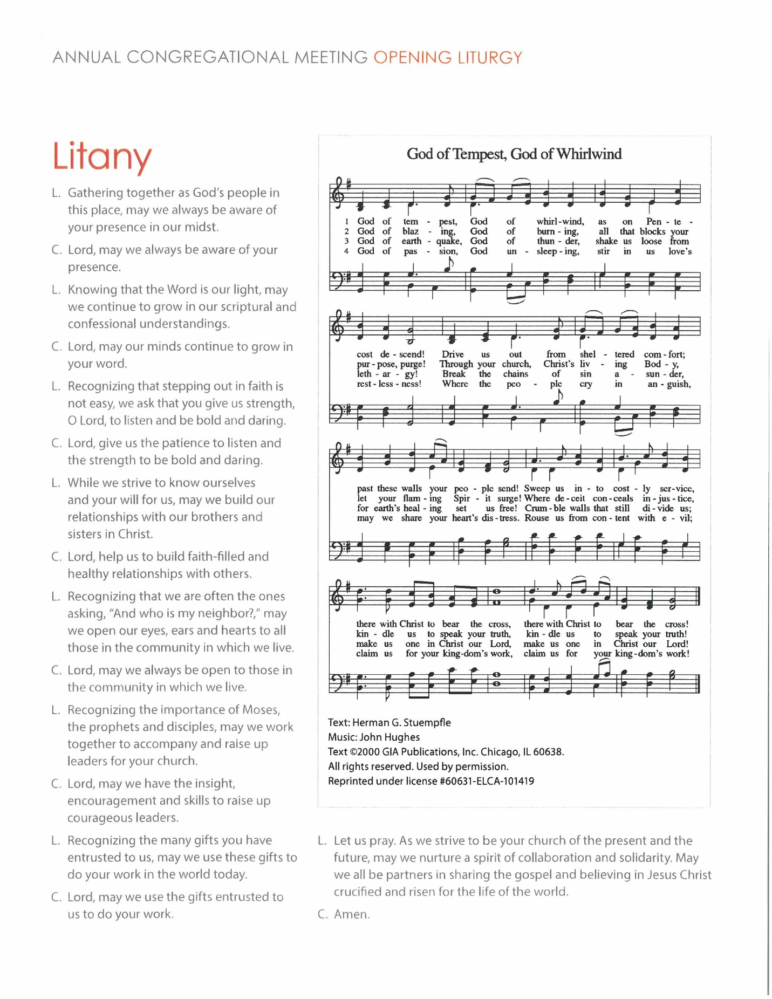 ANNUAL CONGREGATIONAL MEETING OPENING LITURGY
Litany
L. Gathering together as God's people in
this place, may we always be aware of
your presence in our midst.
C. Lord, may we always be aware of your
presence.
L. Knowing that the Word is our light, may
we continue to grow in our scriptural and
confessional understandings.
C. Lord, may our minds continue to grow in
your word.
L. Recognizing that stepping out in faith is
not easy, we ask that you give us strength,
O Lord, to listen and be bold and daring.
C. Lord, give us the patience to listen and
the strength to be bold and daring.
L. While we strive to know ourselves
and your will for us, may we build our
relationships with our brothers and
sisters in Christ.
C. Lord, help us to build faith-filled and
healthy relationships with others.
L. Recognizing that we are often the ones
asking, "And who is my neighbor?," may
we open our eyes, ears and hearts to all
those in the community in which we live.
C. Lord, may we always be open to those in
the community in which we live.
L. Recognizing the importance of Moses,
the prophets and disciples, may we work
together to accompany and raise up
leaders for your church.
C. Lord, may we have the insight,
encouragement and skills to raise up
courageous leaders.
L. Recognizing the many gifts you have
entrusted to us, may we use these gifts to
do your work in the world today.
C. Lord, may we use the gifts entrusted to
us to do your work.
God of Tempest, God of Whirlwind
1 God of tem - pest, God of whirl-wind, as on Pen - te -
2 God of blaz - ing, God of burn - ing, all that blocks your
3 God of earth - quake, God of thun - der, shake us loose from
4 God of pas - sion, God un - sleep - ing, stir in us love's
cost de - scend! Drive us out from shel - tered com - fort;
pur - pose, purge! Through your church, Christ's liv - ing Bod - y,
leth - ar - gy! Break the chains of sin a - sun - der,
rest - less - ness! Where the peo - ple cry in an - guish,
past these walls your peo - ple send! Sweep us in - to cost - ly ser-vice,
let your flam - ing Spir - it surge! Where de - ceit con - ceals in - jus - tice,
for earth's heal - ing set us free! Crum - ble walls that still di - vide us;
may we share your heart's dis - tress. Rouse us from con - tent with e - vil;
there with Christ to bear the cross, there with Christ to bear the cross!
kin - dle us to speak your truth, kin - dle us to speak your truth!
make us one in Christ our Lord, make us one in Christ our Lord!
claim us for your king-dom's work, claim us for your king-dom's work!
Text: Herman G. Stuempfle
Music: John Hughes
Text ©2000 GIA Publications, Inc. Chicago, IL 60638.
All rights reserved. Used by permission.
Reprinted under license #60631-ELCA-101419
L. Let us pray. As we strive to be your church of the present and the
future, may we nurture a spirit of collaboration and solidarity. May
we all be partners in sharing the gospel and believing in Jesus Christ
crucified and risen for the life of the world.
C. Amen.